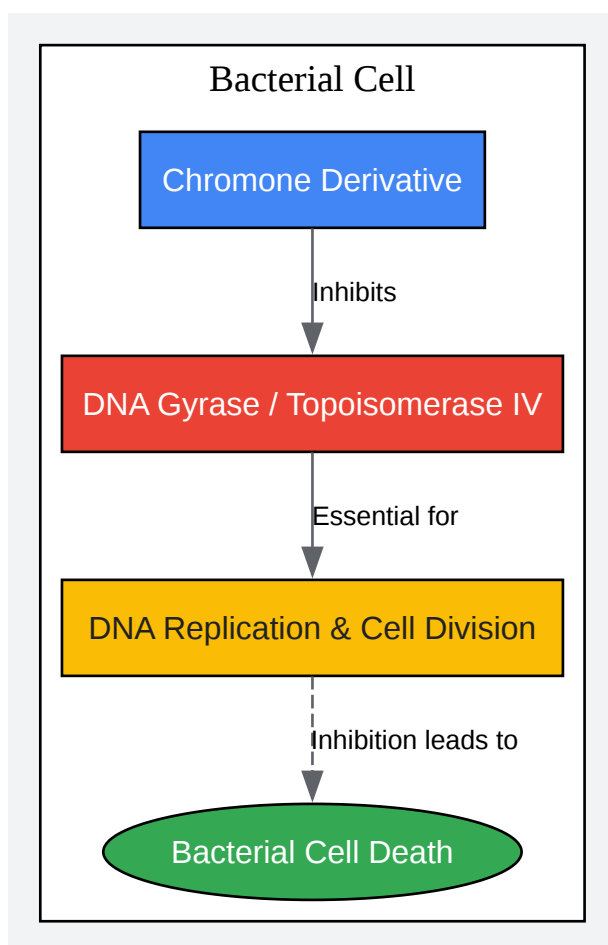 Bacterial Cell
Chromone Derivative
Inhibits
DNA Gyrase / Topoisomerase IV
Essential for
DNA Replication & Cell Division
Inhibition leads to
Bacterial Cell Death